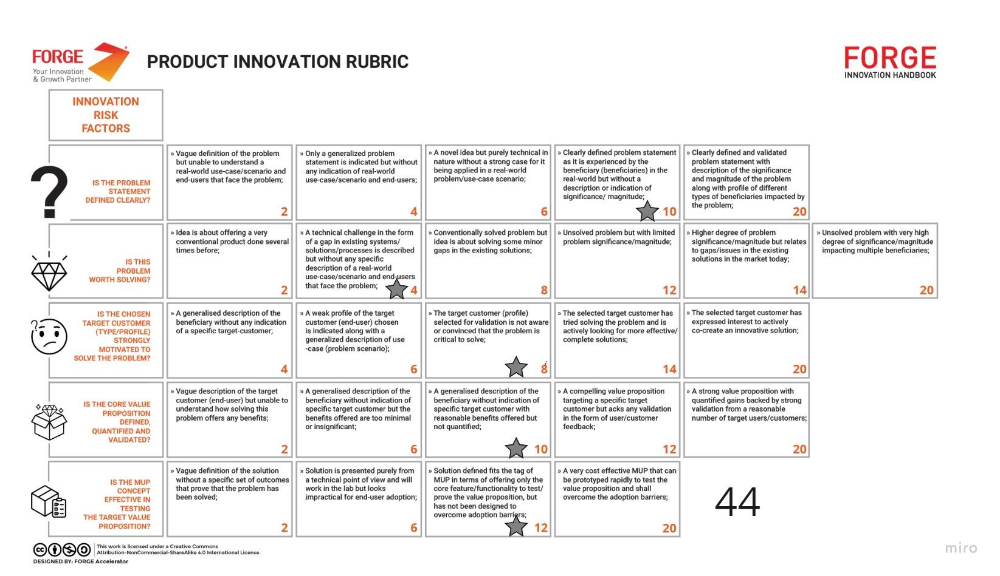 FORGE
Your Innovation
& Growth Partner
PRODUCT INNOVATION RUBRIC
FORGE
INNOVATION HANDBOOK
INNOVATION
RISK
FACTORS
?
IS THE PROBLEM
STATEMENT
DEFINED CLEARLY?
» Vague definition of the problem
but unable to understand a
real-world use-case/scenario and
end-users that face the problem;
2
» Only a generalized problem
statement is indicated but without
any indication of real-world
use-case/scenario and end-users;
4
» A novel idea but purely technical in
nature without a strong case for it
being applied in a real-world
problem/use-case scenario;
6
» Clearly defined problem statement
as it is experienced by the
beneficiary (beneficiaries) in the
real-world but without a
description or indication of
significance/ magnitude;
10
» Clearly defined and validated
problem statement with
description of the significance
and magnitude of the problem
along with profile of different
types of beneficiaries impacted by
the problem;
20
IS THIS
PROBLEM
WORTH SOLVING?
» Idea is about offering a very
conventional product done several
times before;
2
» A technical challenge in the form
of a gap in existing systems/
solutions/processes is described
but without any specific
description of a real-world
use-case/scenario and end-users
that face the problem;
4
» Conventionally solved problem but
idea is about solving some minor
gaps in the existing solutions;
8
» Unsolved problem but with limited
problem significance/magnitude;
12
» Higher degree of problem
significance/magnitude but relates
to gaps/issues in the existing
solutions in the market today;
14
» Unsolved problem with very high
degree of significance/magnitude
impacting multiple beneficiaries;
20
?
IS THE CHOSEN
TARGET CUSTOMER
(TYPE/PROFILE)
STRONGLY
MOTIVATED TO
SOLVE THE PROBLEM?
» A generalised description of the
beneficiary without any indication
of a specific target-customer;
4
» A weak profile of the target
customer (end-user) chosen
is indicated along with a
generalized description of use
-case (problem scenario);
6
» The target customer (profile)
selected for validation is not aware
or convinced that the problem is
critical to solve;
8
» The selected target customer has
tried solving the problem and is
actively looking for more effective/
complete solutions;
14
» The selected target customer has
expressed interest to actively
co-create an innovative solution;
20
IS THE CORE VALUE
PROPOSITION
DEFINED,
QUANTIFIED AND
VALIDATED?
» Vague description of the target
customer (end-user) but unable to
understand how solving this
problem offers any benefits;
2
» A generalised description of the
beneficiary without indication of
specific target customer but the
benefits offered are too minimal
or insignificant;
6
» A generalised description of the
beneficiary without indication of
specific target customer with
reasonable benefits offered but
not quantified;
10
» A compelling value proposition
targeting a specific target
customer but acks any validation
in the form of user/customer
feedback;
12
» A strong value proposition with
quantified gains backed by strong
validation from a reasonable
number of target users/customers;
20
IS THE MUP
CONCEPT
EFFECTIVE IN
TESTING
THE TARGET VALUE
PROPOSITION?
» Vague definition of the solution
without a specific set of outcomes
that prove that the problem has
been solved;
2
» Solution is presented purely from
a technical point of view and will
work in the lab but looks
impractical for end-user adoption;
6
» Solution defined fits the tag of
MUP in terms of offering only the
core feature/functionality to test/
prove the value proposition, but
has not been designed to
overcome adoption barriers;
12
» A very cost effective MUP that can
be prototyped rapidly to test the
value proposition and shall
overcome the adoption barriers;
20
44
cc
This work is licensed under a Creative Commons
Attribution-NonCommercial-ShareAlike 4.0 International License.
DESIGNED BY: FORGE Accelerator
miro